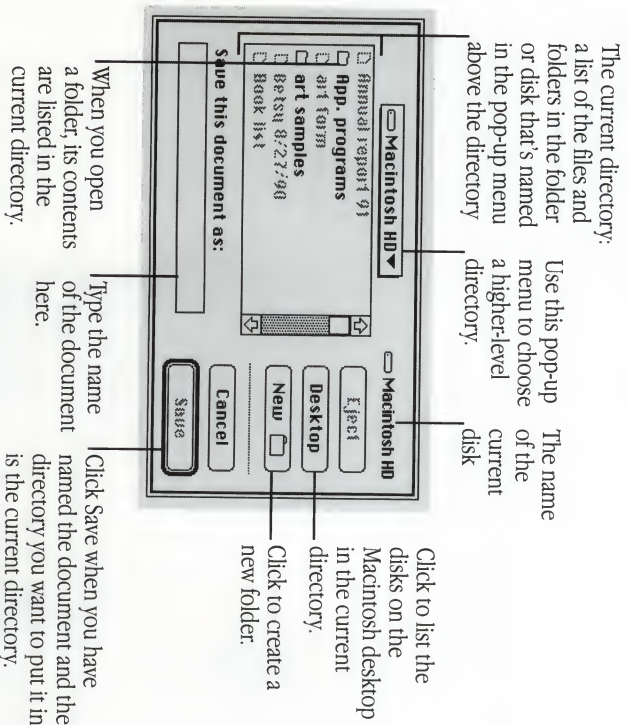 The current directory:
a list of the files and
folders in the folder
or disk that's named
in the pop-up menu
above the directory
Use this pop-up
menu to choose
a higher-level
directory.
The name
of the
current
disk
Macintosh HD▼
Macintosh HD
Annual report 91
App. programs
art form
art samples
Betsy 8/27/90
Book list
Eject
Desktop
New
Save this document as:
Cancel
Save
Click to list the
disks on the
Macintosh desktop
in the current
directory.
Click to create a
new folder.
When you open
a folder, its contents
are listed in the
current directory.
Type the name
of the document
here.
Click Save when you have
named the document and the
directory you want to put it in
is the current directory.